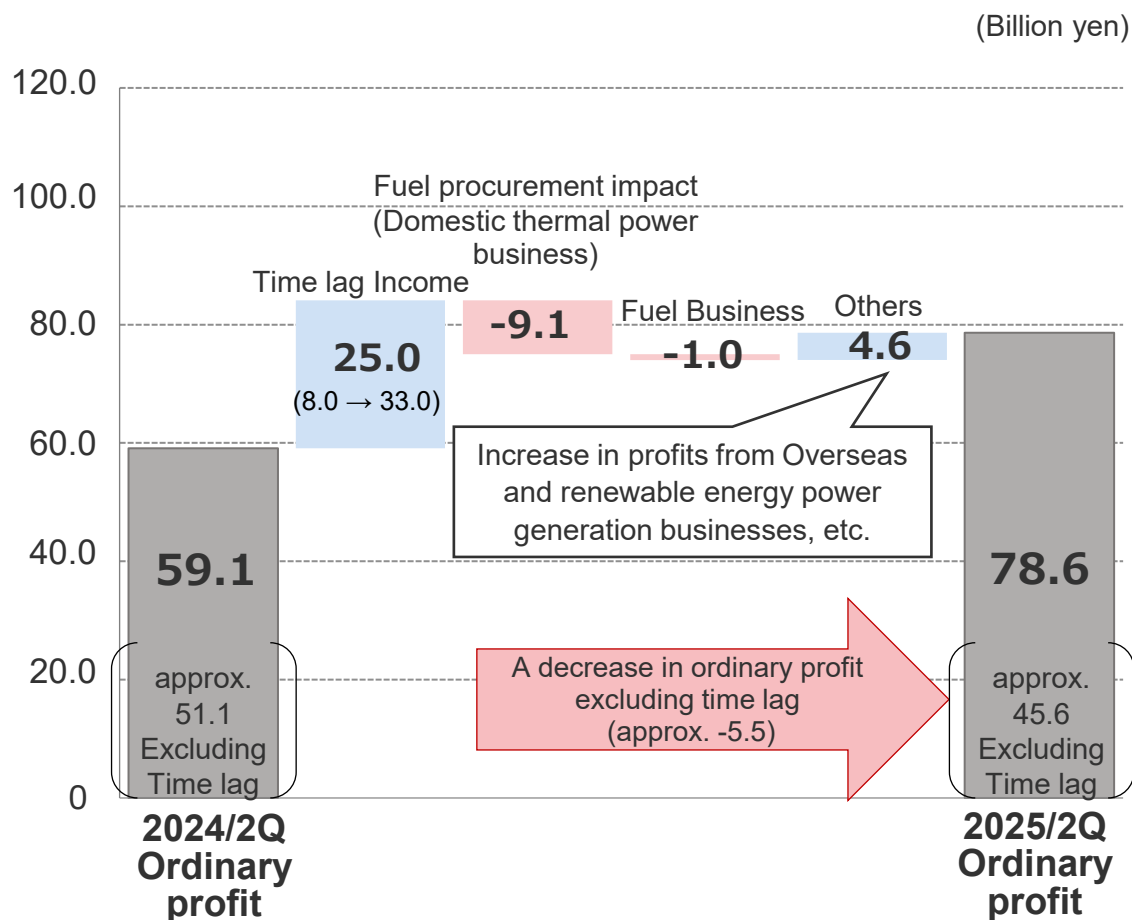 (Billion yen)
120.0
100.0
80.0
60.0
40.0
20.0
0
Fuel procurement impact
(Domestic thermal power
business)
Time lag Income
Fuel Business
Others
25.0
(8.0 → 33.0)
-9.1
-1.0
4.6
Increase in profits from Overseas
and renewable energy power
generation businesses, etc.
59.1
78.6
approx.
51.1
Excluding
Time lag
A decrease in ordinary profit
excluding time lag
(approx. -5.5)
approx.
45.6
Excluding
Time lag
2024/2Q
Ordinary
profit
2025/2Q
Ordinary
profit